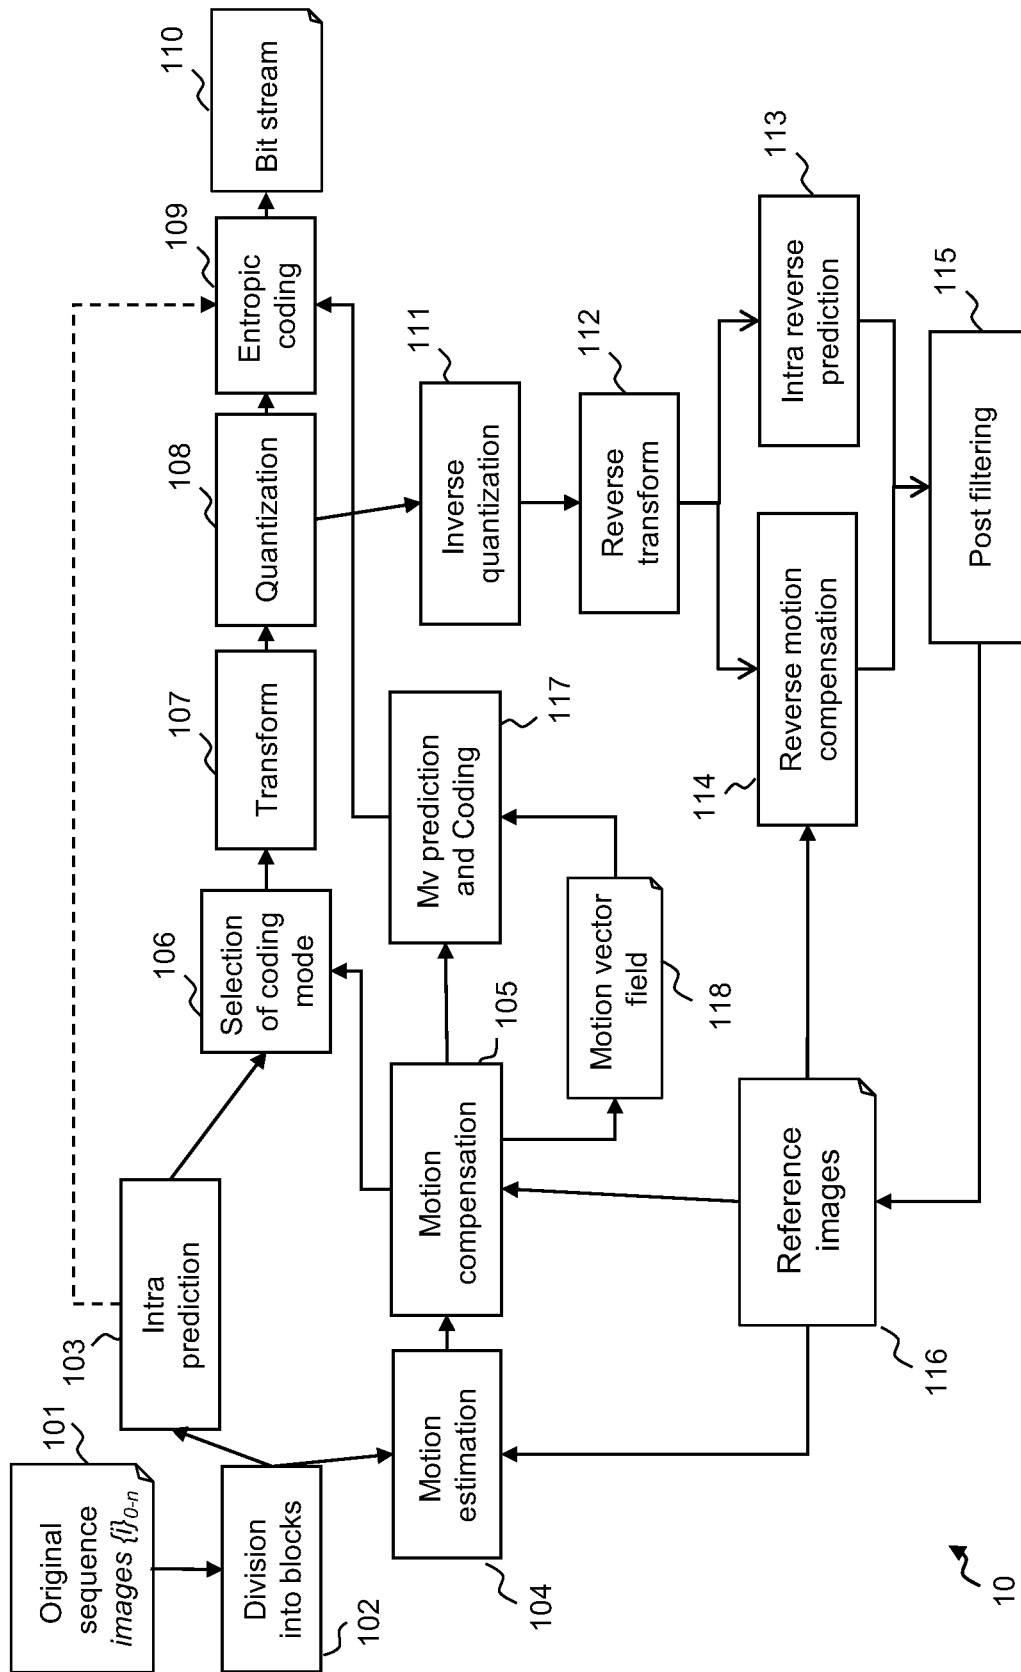 Original
sequence
images {i}0-n
101
Division
into blocks
102
Intra
prediction
103
Motion
estimation
104
Motion
compensation
105
Selection
of coding
mode
106
Transform
107
Quantization
108
Entropic
coding
109
Bit stream
110
Inverse
quantization
111
Reverse
transform
112
Intra reverse
prediction
113
Reverse motion
compensation
114
Post filtering
115
Reference
images
116
Mv prediction
and Coding
117
Motion vector
field
118
10